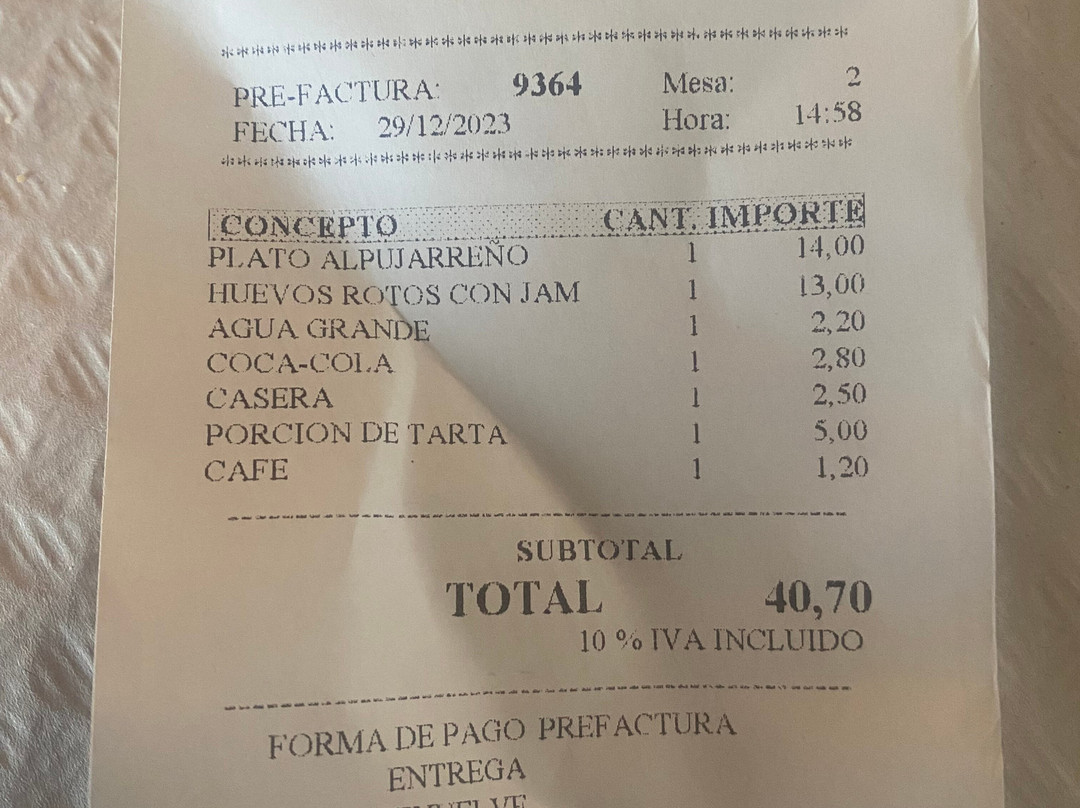 PRE-FACTURA: 9364 Mesa: 2
FECHA: 29/12/2023 Hora: 14:58
CONCEPTO CANT. IMPORTE
PLATO ALPUJARREÑO 1 14,00
HUEVOS ROTOS CON JAM 1 13,00
AGUA GRANDE 1 2,20
COCA-COLA 1 2,80
CASERA 1 2,50
PORCION DE TARTA 1 5,00
CAFE 1 1,20
SUBTOTAL
TOTAL 40,70
10 % IVA INCLUIDO
FORMA DE PAGO PREFACTURA
ENTREGA